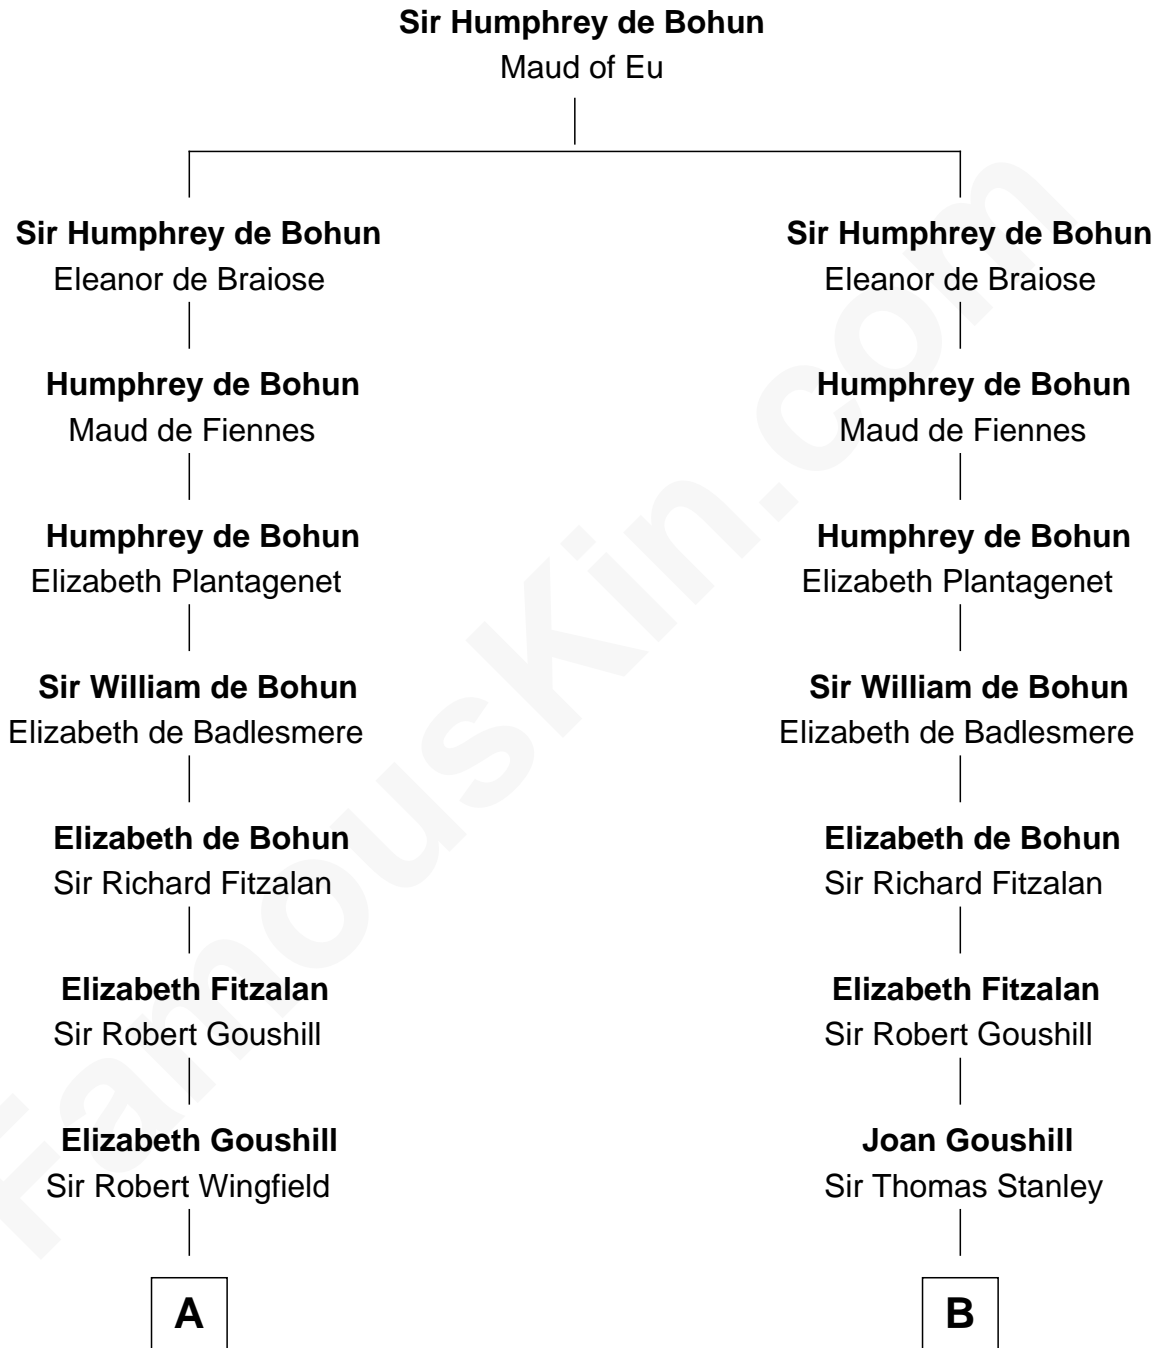 Sir Humphrey de Bohun
Maud of Eu
Sir Humphrey de Bohun
Eleanor de Braiose
Sir Humphrey de Bohun
Eleanor de Braiose
Humphrey de Bohun
Maud de Fiennes
Humphrey de Bohun
Maud de Fiennes
Humphrey de Bohun
Elizabeth Plantagenet
Humphrey de Bohun
Elizabeth Plantagenet
Sir William de Bohun
Elizabeth de Badlesmere
Sir William de Bohun
Elizabeth de Badlesmere
Elizabeth de Bohun
Sir Richard Fitzalan
Elizabeth de Bohun
Sir Richard Fitzalan
Elizabeth Fitzalan
Sir Robert Goushill
Elizabeth Fitzalan
Sir Robert Goushill
Elizabeth Goushill
Sir Robert Wingfield
Joan Goushill
Sir Thomas Stanley
A
B
FamousKin.com